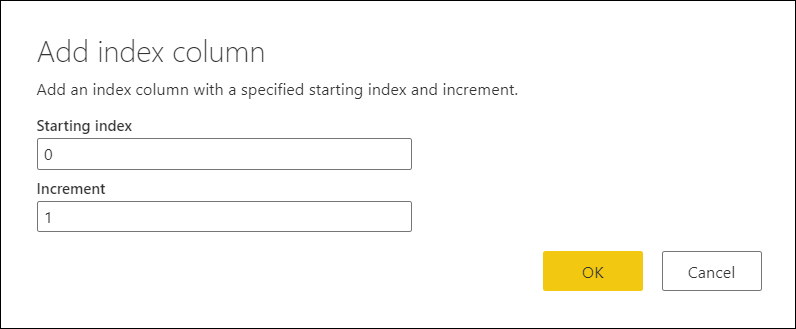 Add index column
Add an index column with a specified starting index and increment.
Starting index
0
Increment
1
OK
Cancel